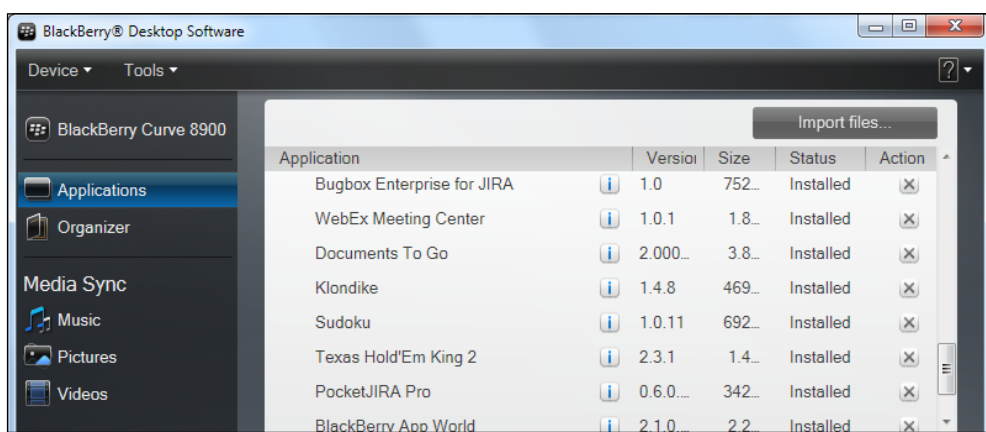 BlackBerry® Desktop Software
Device Tools ?
BlackBerry Curve 8900
Applications
Organizer
Media Sync
Music
Pictures
Videos
Import files...
Application Version Size Status Action
Bugbox Enterprise for JIRA i 1.0 752... Installed
WebEx Meeting Center i 1.0.1 1.8... Installed
Documents To Go i 2.000... 3.8... Installed
Klondike i 1.4.8 469... Installed
Sudoku i 1.0.11 692... Installed
Texas Hold'Em King 2 i 2.3.1 1.4... Installed
PocketJIRA Pro i 0.6.0.... 342... Installed
BlackBerry App World i 2.1.0.... 2.2... Installed